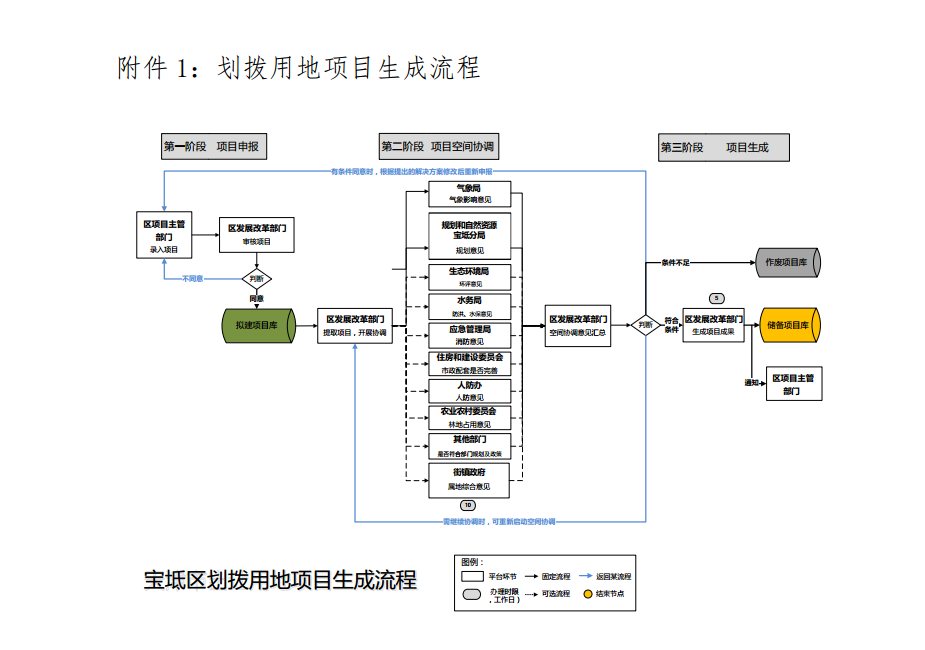 附件 1：划拨用地项目生成流程
第一阶段 项目申报
第二阶段 项目空间协调
第三阶段 项目生成
有条件同意时，根据提出的解决方案修改后重新申报
区项目主管
部门
录入项目
区发展改革部门
审核项目
不同意
判断
同意
拟建项目库
区发展改革部门
提取项目，开展协调
气象局
气象影响意见
规划和自然资源
宝坻分局
规划意见
生态环境局
环评意见
水务局
防洪、水保意见
应急管理局
消防意见
住房和建设委员会
市政配套是否完善
人防办
人防意见
农业农村委员会
林地占用意见
其他部门
是否符合部门规划及政策
街镇政府
属地综合意见
10
区发展改革部门
空间协调意见汇总
判断
条件不足
作废项目库
符合
条件
5
区发展改革部门
生成项目成果
储备项目库
通知
区项目主管
部门
需继续协调时，可重新启动空间协调
宝坻区划拨用地项目生成流程
图例：
平台环节
固定流程
返回某流程
办理时限
，工作日）
可选流程
结束节点